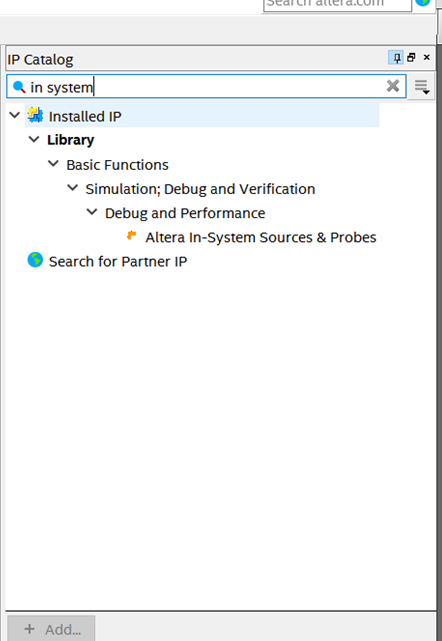 Search altera.com
IP Catalog
in system
Installed IP
Library
Basic Functions
Simulation; Debug and Verification
Debug and Performance
Altera In-System Sources & Probes
Search for Partner IP
+ Add...